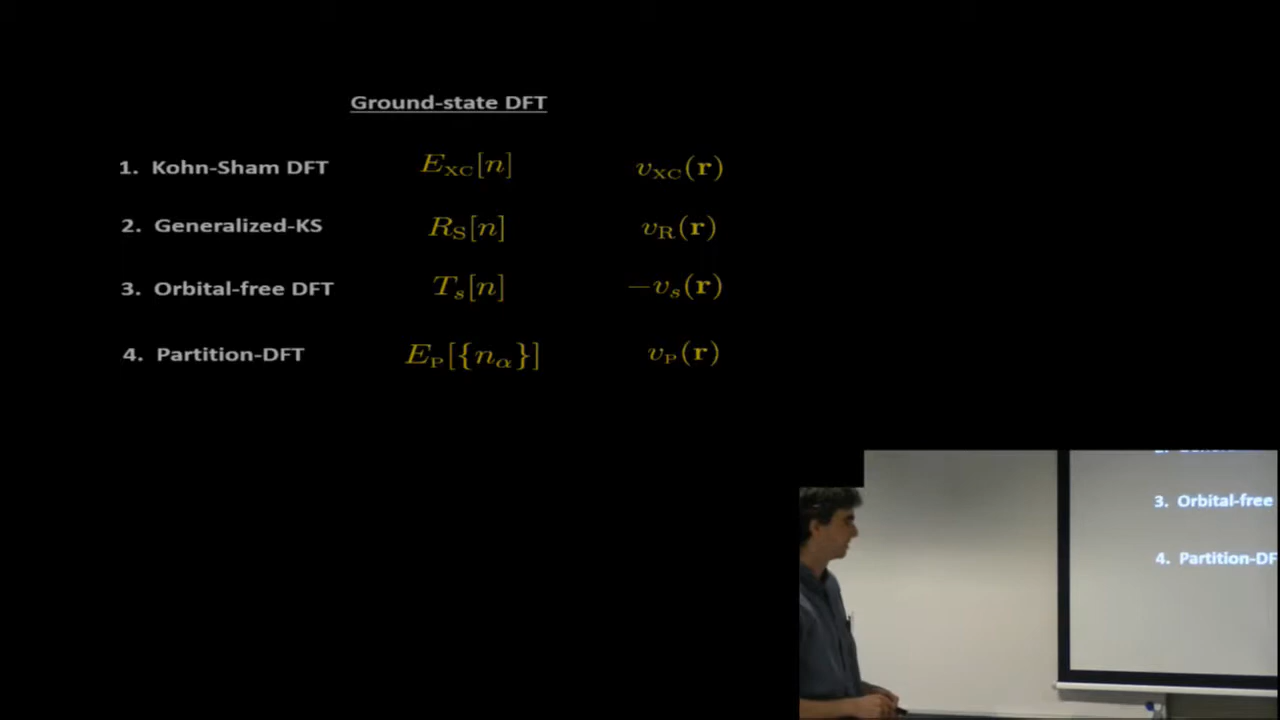 Ground-state DFT
1. Kohn-Sham DFT E_XC[n] v_XC(r)
2. Generalized-KS R_S[n] v_R(r)
3. Orbital-free DFT T_s[n] −v_s(r)
4. Partition-DFT E_P[{n_α}] v_P(r)
3. Orbital-free
4. Partition-DF